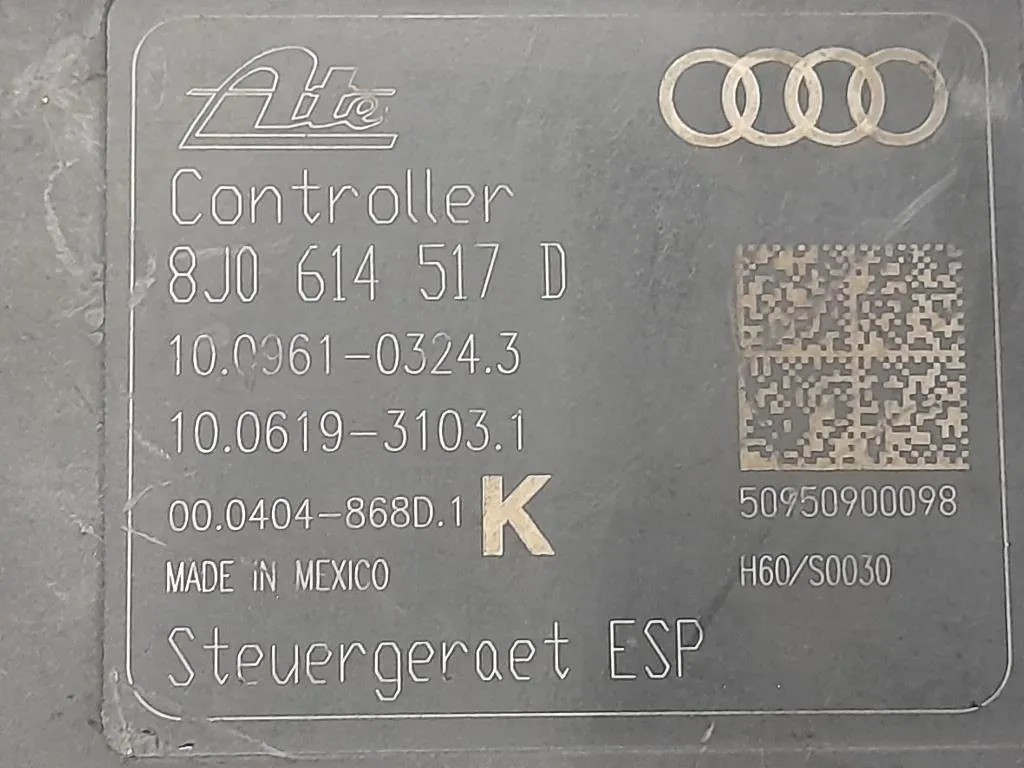 Ate
Controller
8J0 614 517 D
10.0961-0324.3
10.0619-3103.1
00.0404-868D.1 K
50950900098
MADE IN MEXICO
H60/S0030
Steuergeraet ESP